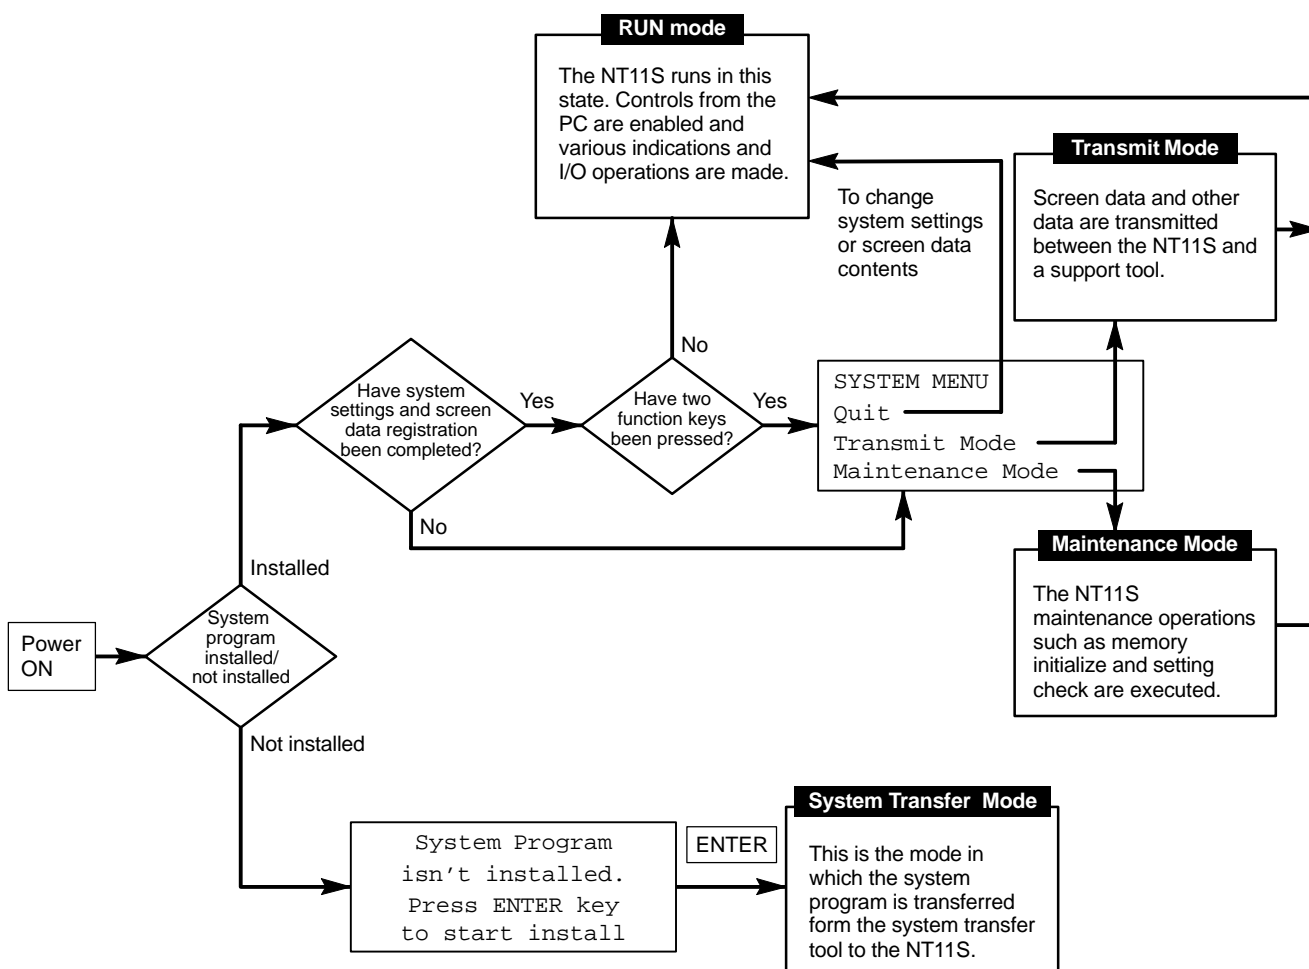 RUN mode
The NT11S runs in this
state. Controls from the
PC are enabled and
various indications and
I/O operations are made.
Transmit Mode
Screen data and other
data are transmitted
between the NT11S and
a support tool.
To change
system settings
or screen data
contents
No
Have system
settings and screen
data registration
been completed?
Yes
Have two
function keys
been pressed?
Yes
SYSTEM MENU
Quit
Transmit Mode
Maintenance Mode
No
Maintenance Mode
The NT11S
maintenance operations
such as memory
initialize and setting
check are executed.
Installed
Power
ON
System
program
installed/
not installed
Not installed
System Program
isn't installed.
Press ENTER key
to start install
ENTER
System Transfer Mode
This is the mode in
which the system
program is transferred
form the system transfer
tool to the NT11S.